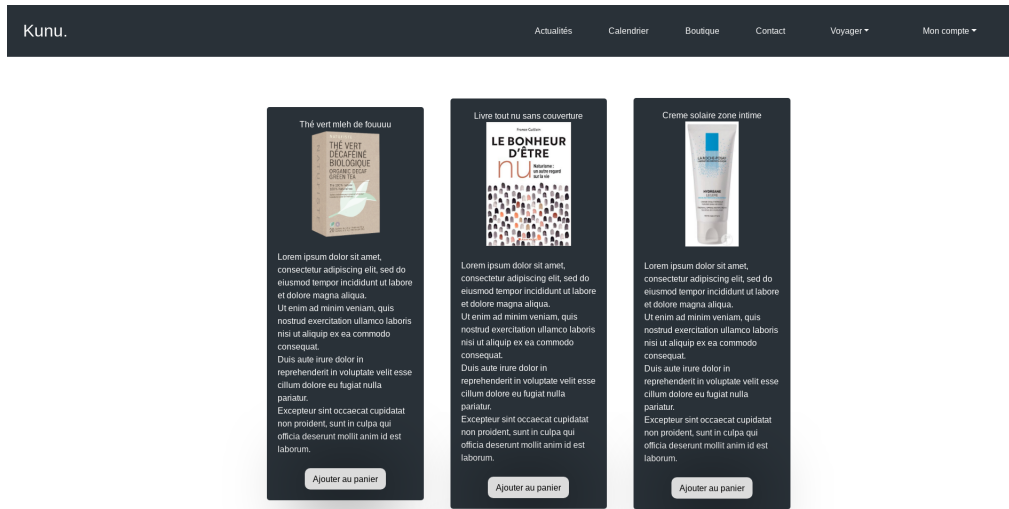 Kunu.
Actualités
Calendrier
Boutique
Contact
Voyager
Mon compte
Thé vert mleh de fouuuu
THÉ VERT
DÉCAFÉINÉ
BIOLOGIQUE
ORGANIC DECAF
GREEN TEA
Lorem ipsum dolor sit amet,
consectetur adipiscing elit, sed do
eiusmod tempor incididunt ut labore
et dolore magna aliqua.
Ut enim ad minim veniam, quis
nostrud exercitation ullamco laboris
nisi ut aliquip ex ea commodo
consequat.
Duis aute irure dolor in
reprehenderit in voluptate velit esse
cillum dolore eu fugiat nulla
pariatur.
Excepteur sint occaecat cupidatat
non proident, sunt in culpa qui
officia deserunt mollit anim id est
laborum.
Ajouter au panier
Livre tout nu sans couverture
LE BONHEUR
D'ÊTRE
nu
Naturisme :
un autre regard
sur la vie
Lorem ipsum dolor sit amet,
consectetur adipiscing elit, sed do
eiusmod tempor incididunt ut labore
et dolore magna aliqua.
Ut enim ad minim veniam, quis
nostrud exercitation ullamco laboris
nisi ut aliquip ex ea commodo
consequat.
Duis aute irure dolor in
reprehenderit in voluptate velit esse
cillum dolore eu fugiat nulla
pariatur.
Excepteur sint occaecat cupidatat
non proident, sunt in culpa qui
officia deserunt mollit anim id est
laborum.
Ajouter au panier
Creme solaire zone intime
Lorem ipsum dolor sit amet,
consectetur adipiscing elit, sed do
eiusmod tempor incididunt ut labore
et dolore magna aliqua.
Ut enim ad minim veniam, quis
nostrud exercitation ullamco laboris
nisi ut aliquip ex ea commodo
consequat.
Duis aute irure dolor in
reprehenderit in voluptate velit esse
cillum dolore eu fugiat nulla
pariatur.
Excepteur sint occaecat cupidatat
non proident, sunt in culpa qui
officia deserunt mollit anim id est
laborum.
Ajouter au panier